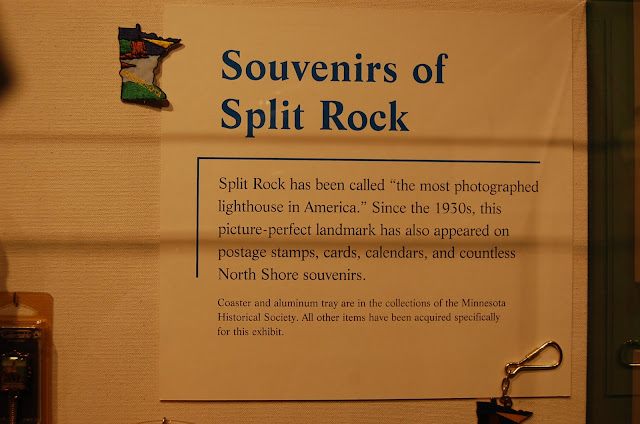 Souvenirs of
Split Rock
Split Rock has been called “the most photographed
lighthouse in America.” Since the 1930s, this
picture-perfect landmark has also appeared on
postage stamps, cards, calendars, and countless
North Shore souvenirs.
Coaster and aluminum tray are in the collections of the Minnesota
Historical Society. All other items have been acquired specifically
for this exhibit.